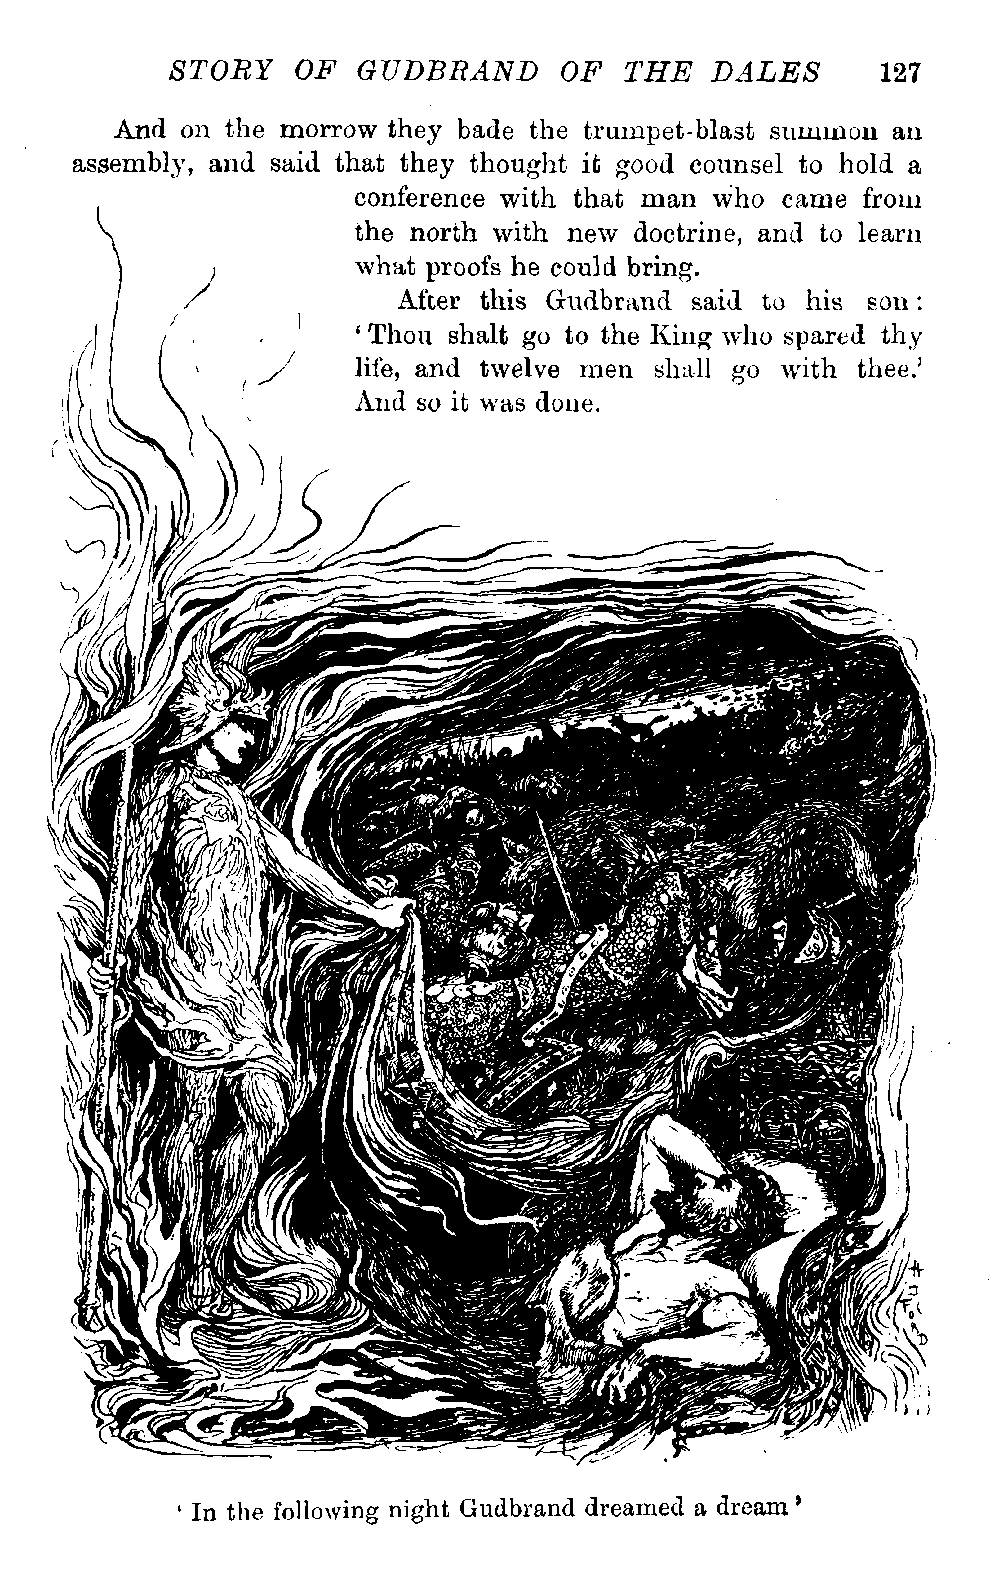 STORY OF GUDBRAND OF THE DALES 127
And on the morrow they bade the trumpet-blast summon an
assembly, and said that they thought it good counsel to hold a
conference with that man who came from
the north with new doctrine, and to learn
what proofs he could bring.
After this Gudbrand said to his son:
‘Thou shalt go to the King who spared thy
life, and twelve men shall go with thee.’
And so it was done.
H
J
FOR
D
‘In the following night Gudbrand dreamed a dream’